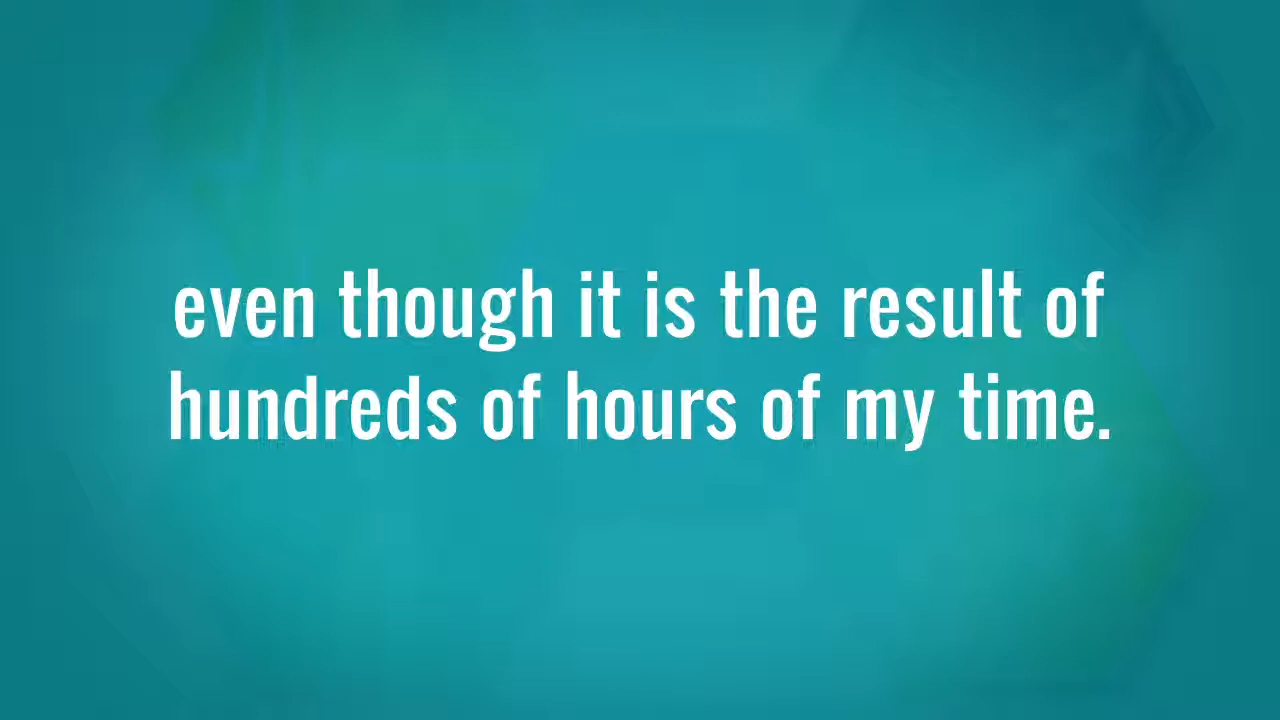 even though it is the result of
hundreds of hours of my time.